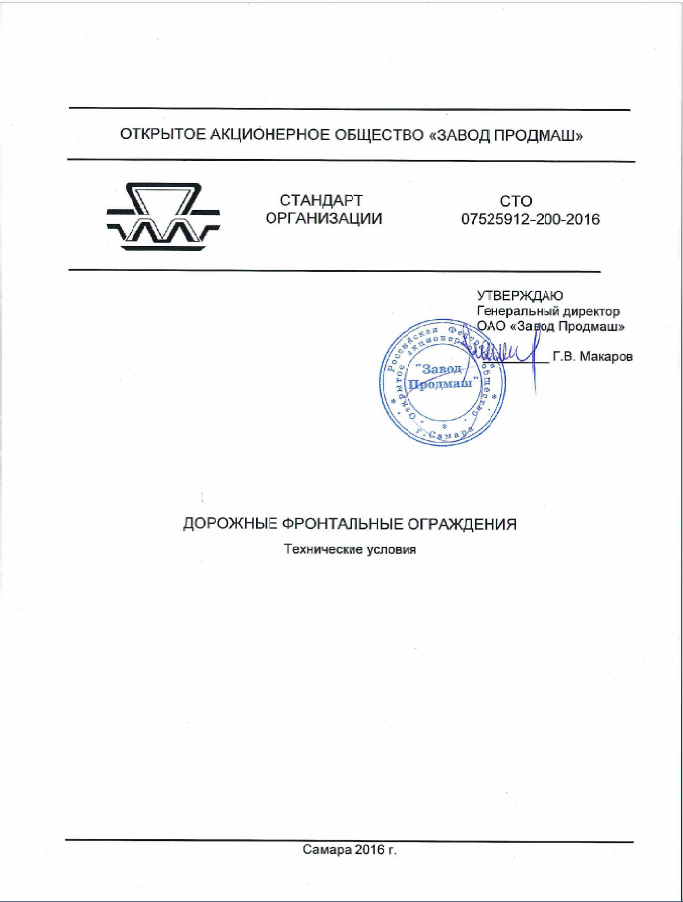 ОТКРЫТОЕ АКЦИОНЕРНОЕ ОБЩЕСТВО «ЗАВОД ПРОДМАШ»
СТАНДАРТ
ОРГАНИЗАЦИИ
СТО
07525912-200-2016
УТВЕРЖДАЮ
Генеральный директор
ОАО «Завод Продмаш»
Г.В. Макаров
Российская Федерация
Открытое акционерное общество
"Завод
Продмаш"
г. Самара
ДОРОЖНЫЕ ФРОНТАЛЬНЫЕ ОГРАЖДЕНИЯ
Технические условия
Самара 2016 г.